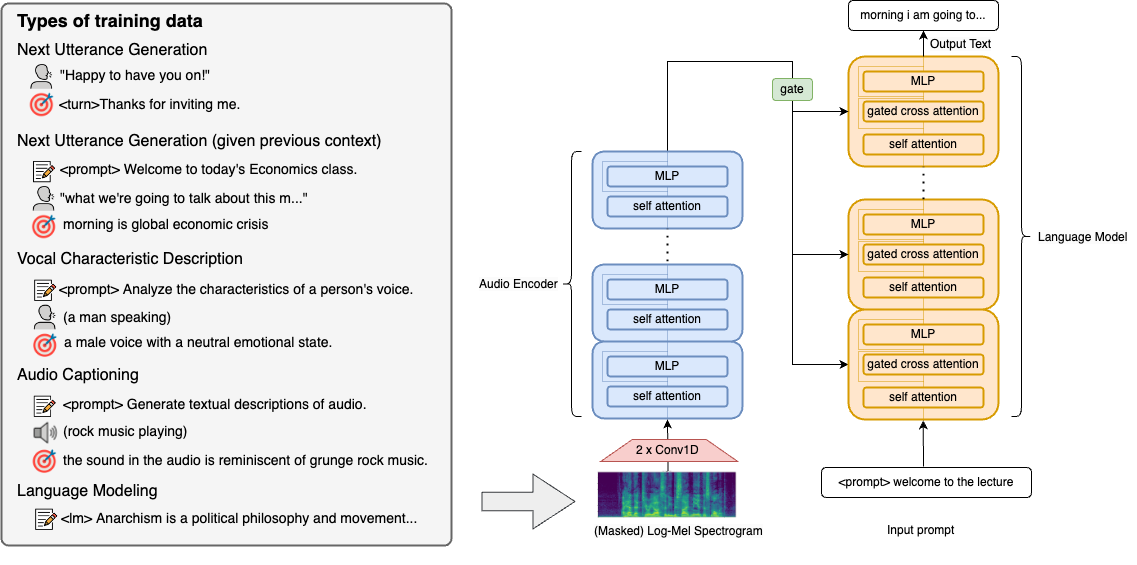 Types of training data
Next Utterance Generation
"Happy to have you on!"
<turn>Thanks for inviting me.
Next Utterance Generation (given previous context)
<prompt> Welcome to today's Economics class.
"what we're going to talk about this m..."
morning is global economic crisis
Vocal Characteristic Description
<prompt> Analyze the characteristics of a person's voice.
(a man speaking)
a male voice with a neutral emotional state.
Audio Captioning
<prompt> Generate textual descriptions of audio.
(rock music playing)
the sound in the audio is reminiscent of grunge rock music.
Language Modeling
<lm> Anarchism is a political philosophy and movement...
Audio Encoder
MLP
self attention
MLP
self attention
MLP
self attention
2 x Conv1D
(Masked) Log-Mel Spectrogram
gate
morning i am going to...
Output Text
MLP
gated cross attention
self attention
MLP
gated cross attention
self attention
MLP
gated cross attention
self attention
Language Model
<prompt> welcome to the lecture
Input prompt